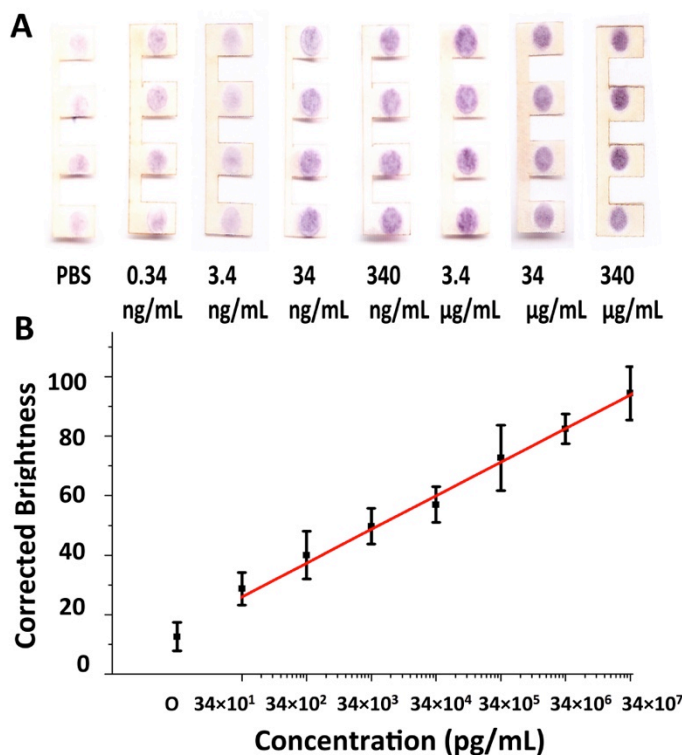 A
PBS 0.34 3.4 34 340 3.4 34 340
ng/mL ng/mL ng/mL ng/mL µg/mL µg/mL µg/mL
B
Corrected Brightness
100
80
60
40
20
0
O 34×10¹ 34×10² 34×10³ 34×10⁴ 34×10⁵ 34×10⁶ 34×10⁷
Concentration (pg/mL)